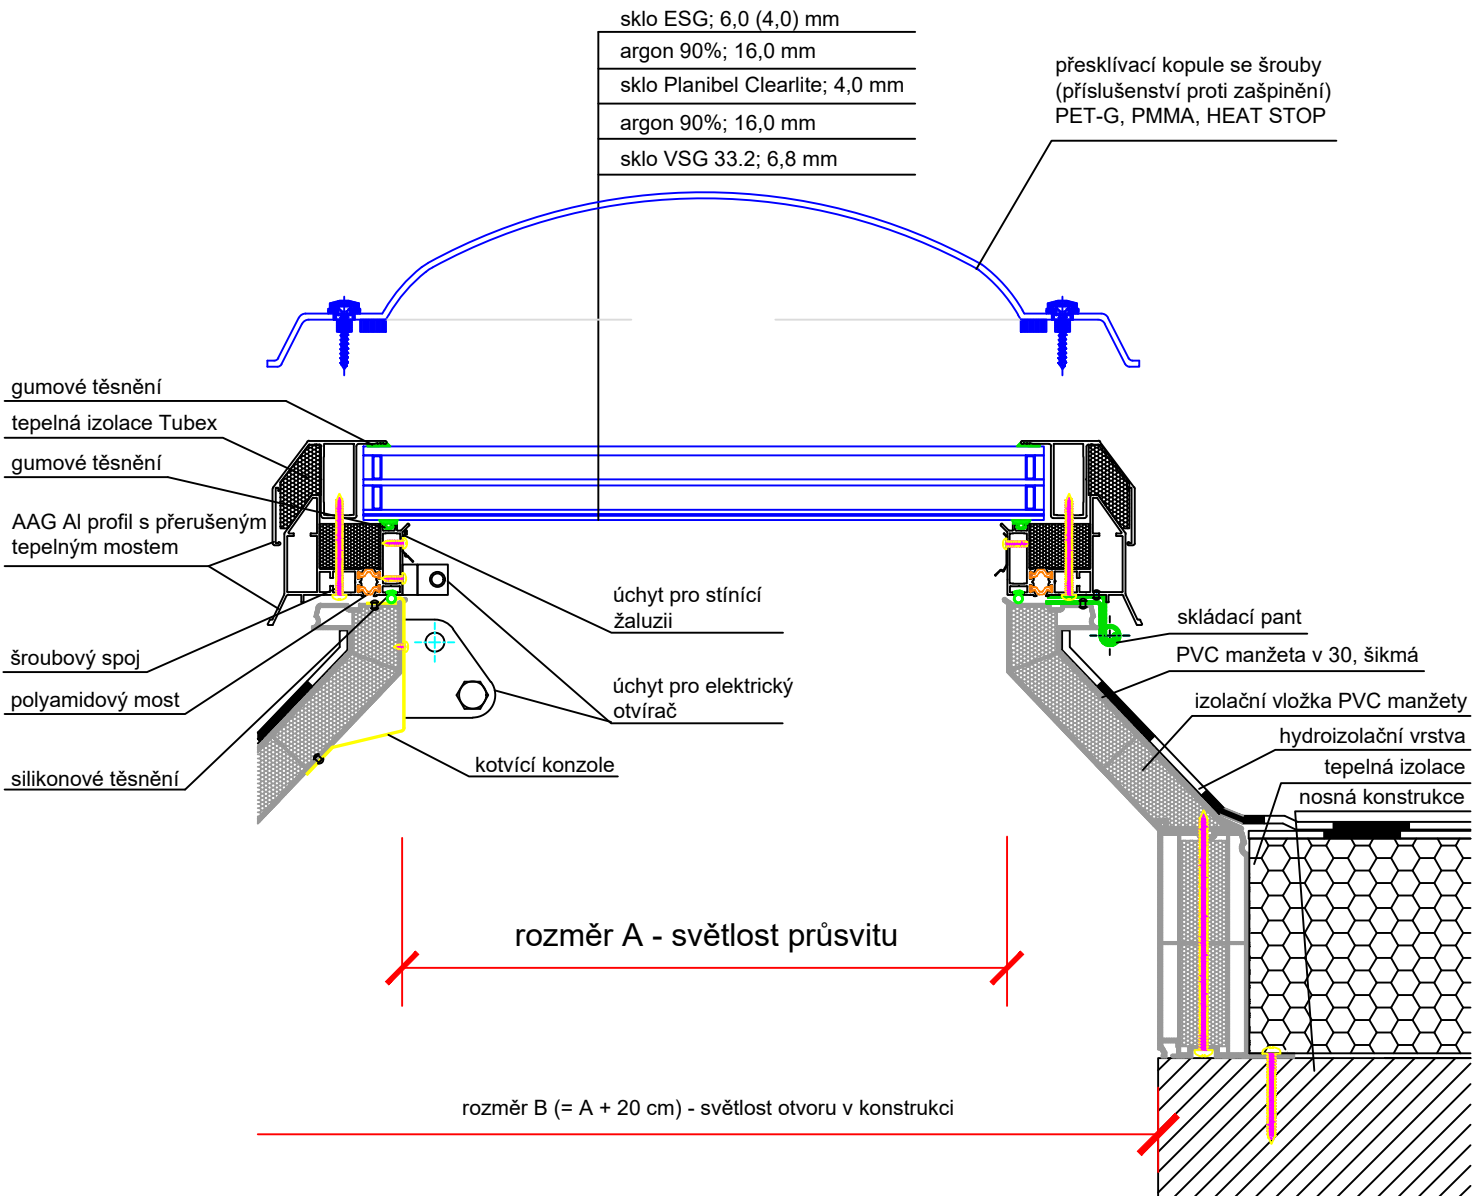 sklo ESG; 6,0 (4,0) mm
argon 90%; 16,0 mm
sklo Planibel Clearlite; 4,0 mm
argon 90%; 16,0 mm
sklo VSG 33.2; 6,8 mm
přesklívací kopule se šrouby
(příslušenství proti zašpinění)
PET-G, PMMA, HEAT STOP
gumové těsnění
tepelná izolace Tubex
gumové těsnění
AAG Al profil s přerušeným
tepelným mostem
šroubový spoj
polyamidový most
silikonové těsnění
úchyt pro stínící
žaluzii
úchyt pro elektrický
otvírač
kotvící konzole
skládací pant
PVC manžeta v 30, šikmá
izolační vložka PVC manžety
hydroizolační vrstva
tepelná izolace
nosná konstrukce
rozměr A - světlost průsvitu
rozměr B (= A + 20 cm) - světlost otvoru v konstrukci